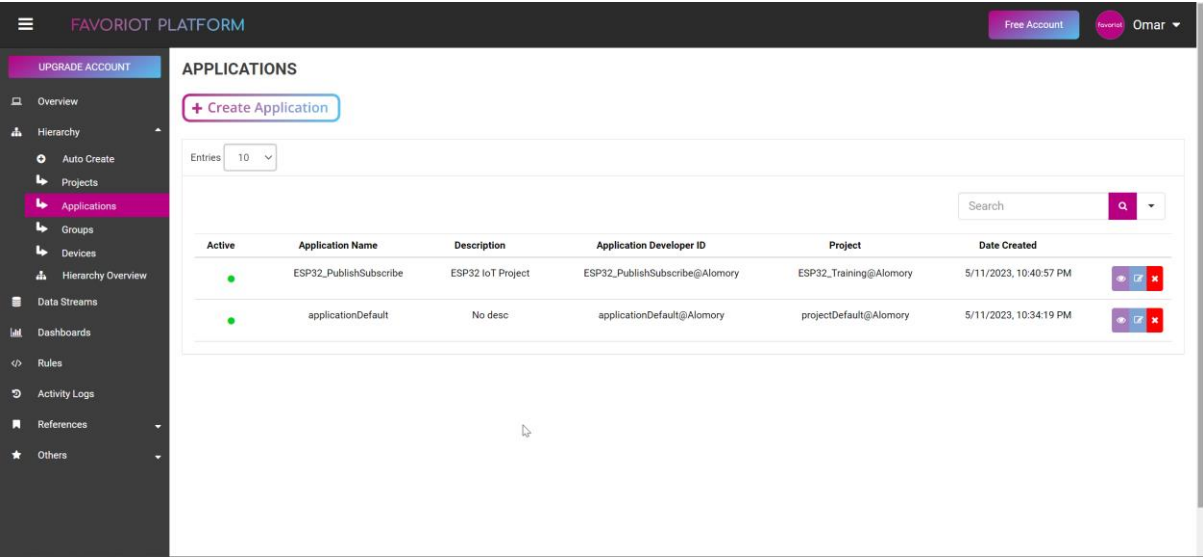 FAVORIOT PLATFORM
Free Account
favoriot
Omar
UPGRADE ACCOUNT
Overview
Hierarchy
Auto Create
Projects
Applications
Groups
Devices
Hierarchy Overview
Data Streams
Dashboards
Rules
Activity Logs
References
Others
APPLICATIONS
+ Create Application
Entries 10
Search
Active Application Name Description Application Developer ID Project Date Created
ESP32_PublishSubscribe ESP32 IoT Project ESP32_PublishSubscribe@Alomory ESP32_Training@Alomory 5/11/2023, 10:40:57 PM
applicationDefault No desc applicationDefault@Alomory projectDefault@Alomory 5/11/2023, 10:34:19 PM